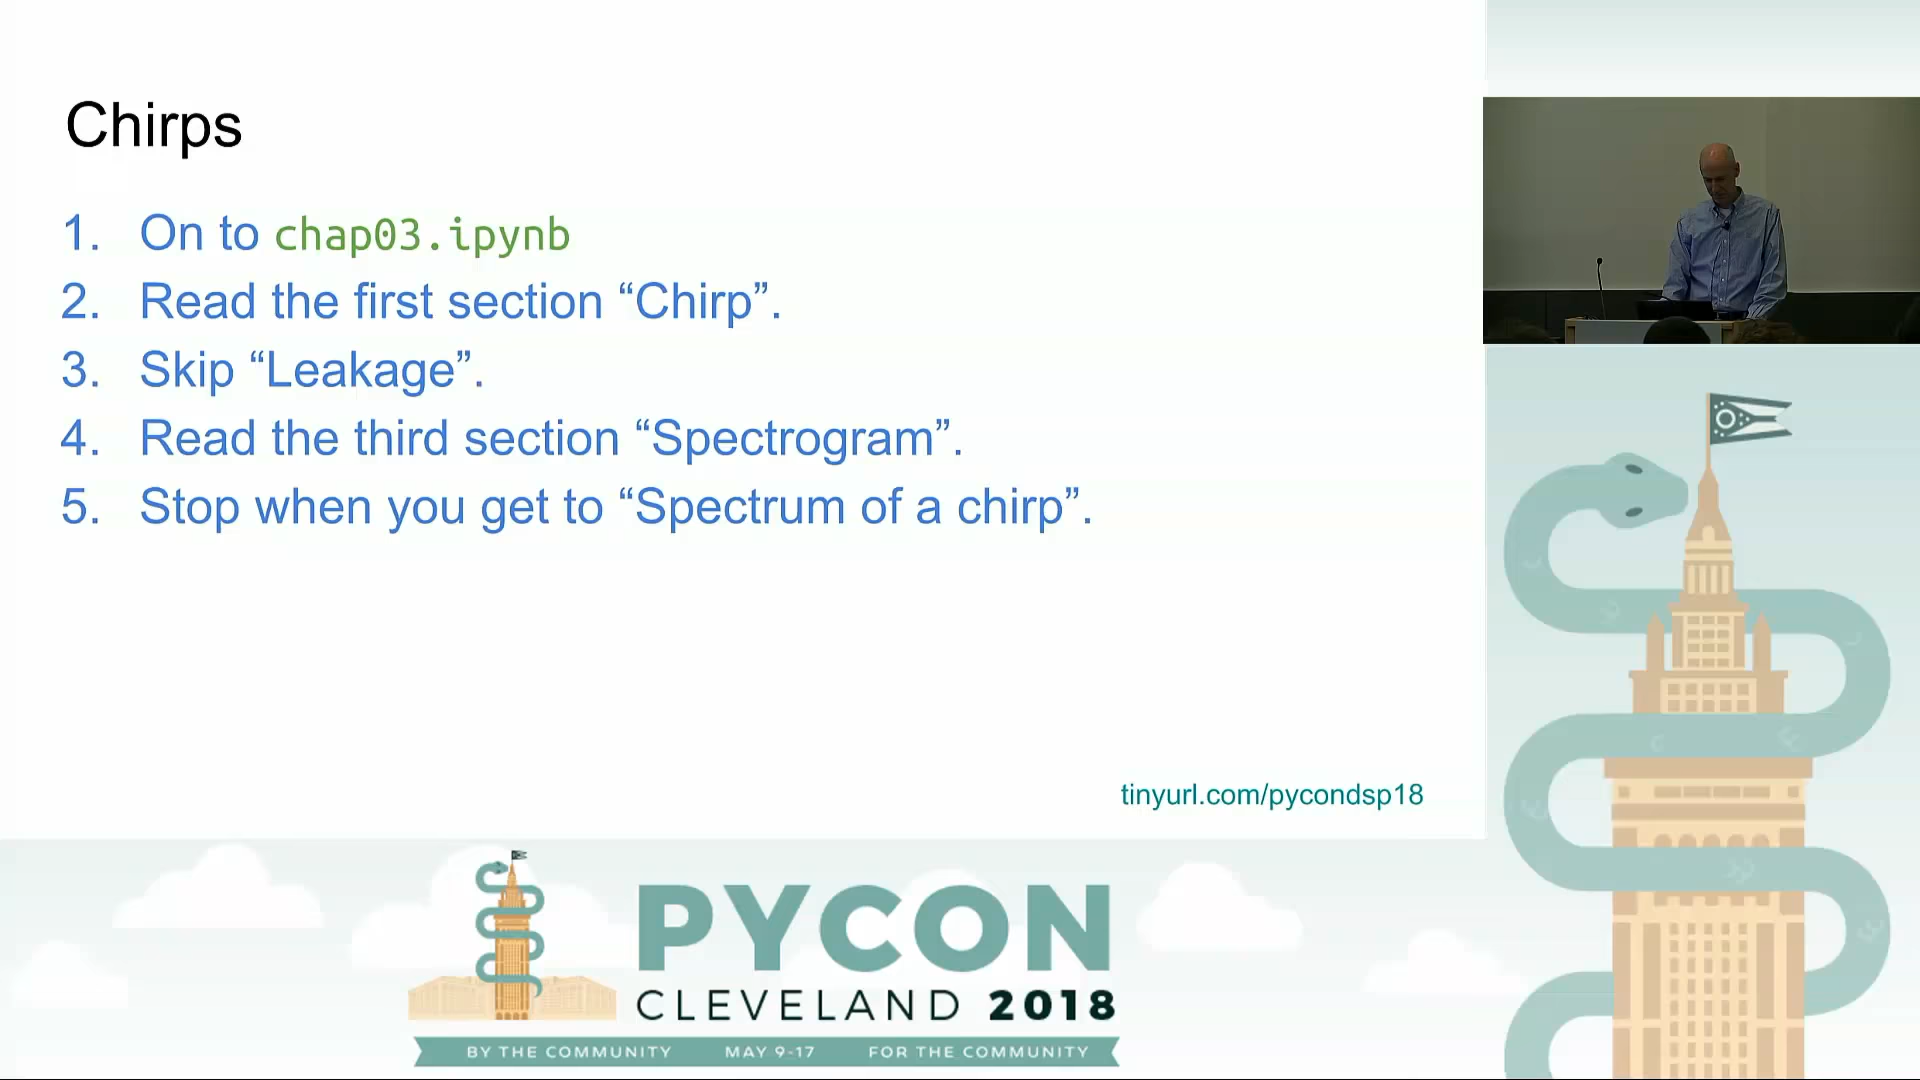 Chirps
1. On to chap03.ipynb
2. Read the first section “Chirp”.
3. Skip “Leakage”.
4. Read the third section “Spectrogram”.
5. Stop when you get to “Spectrum of a chirp”.
tinyurl.com/pycondsp18
PYCON
CLEVELAND 2018
BY THE COMMUNITY MAY 9-17 FOR THE COMMUNITY